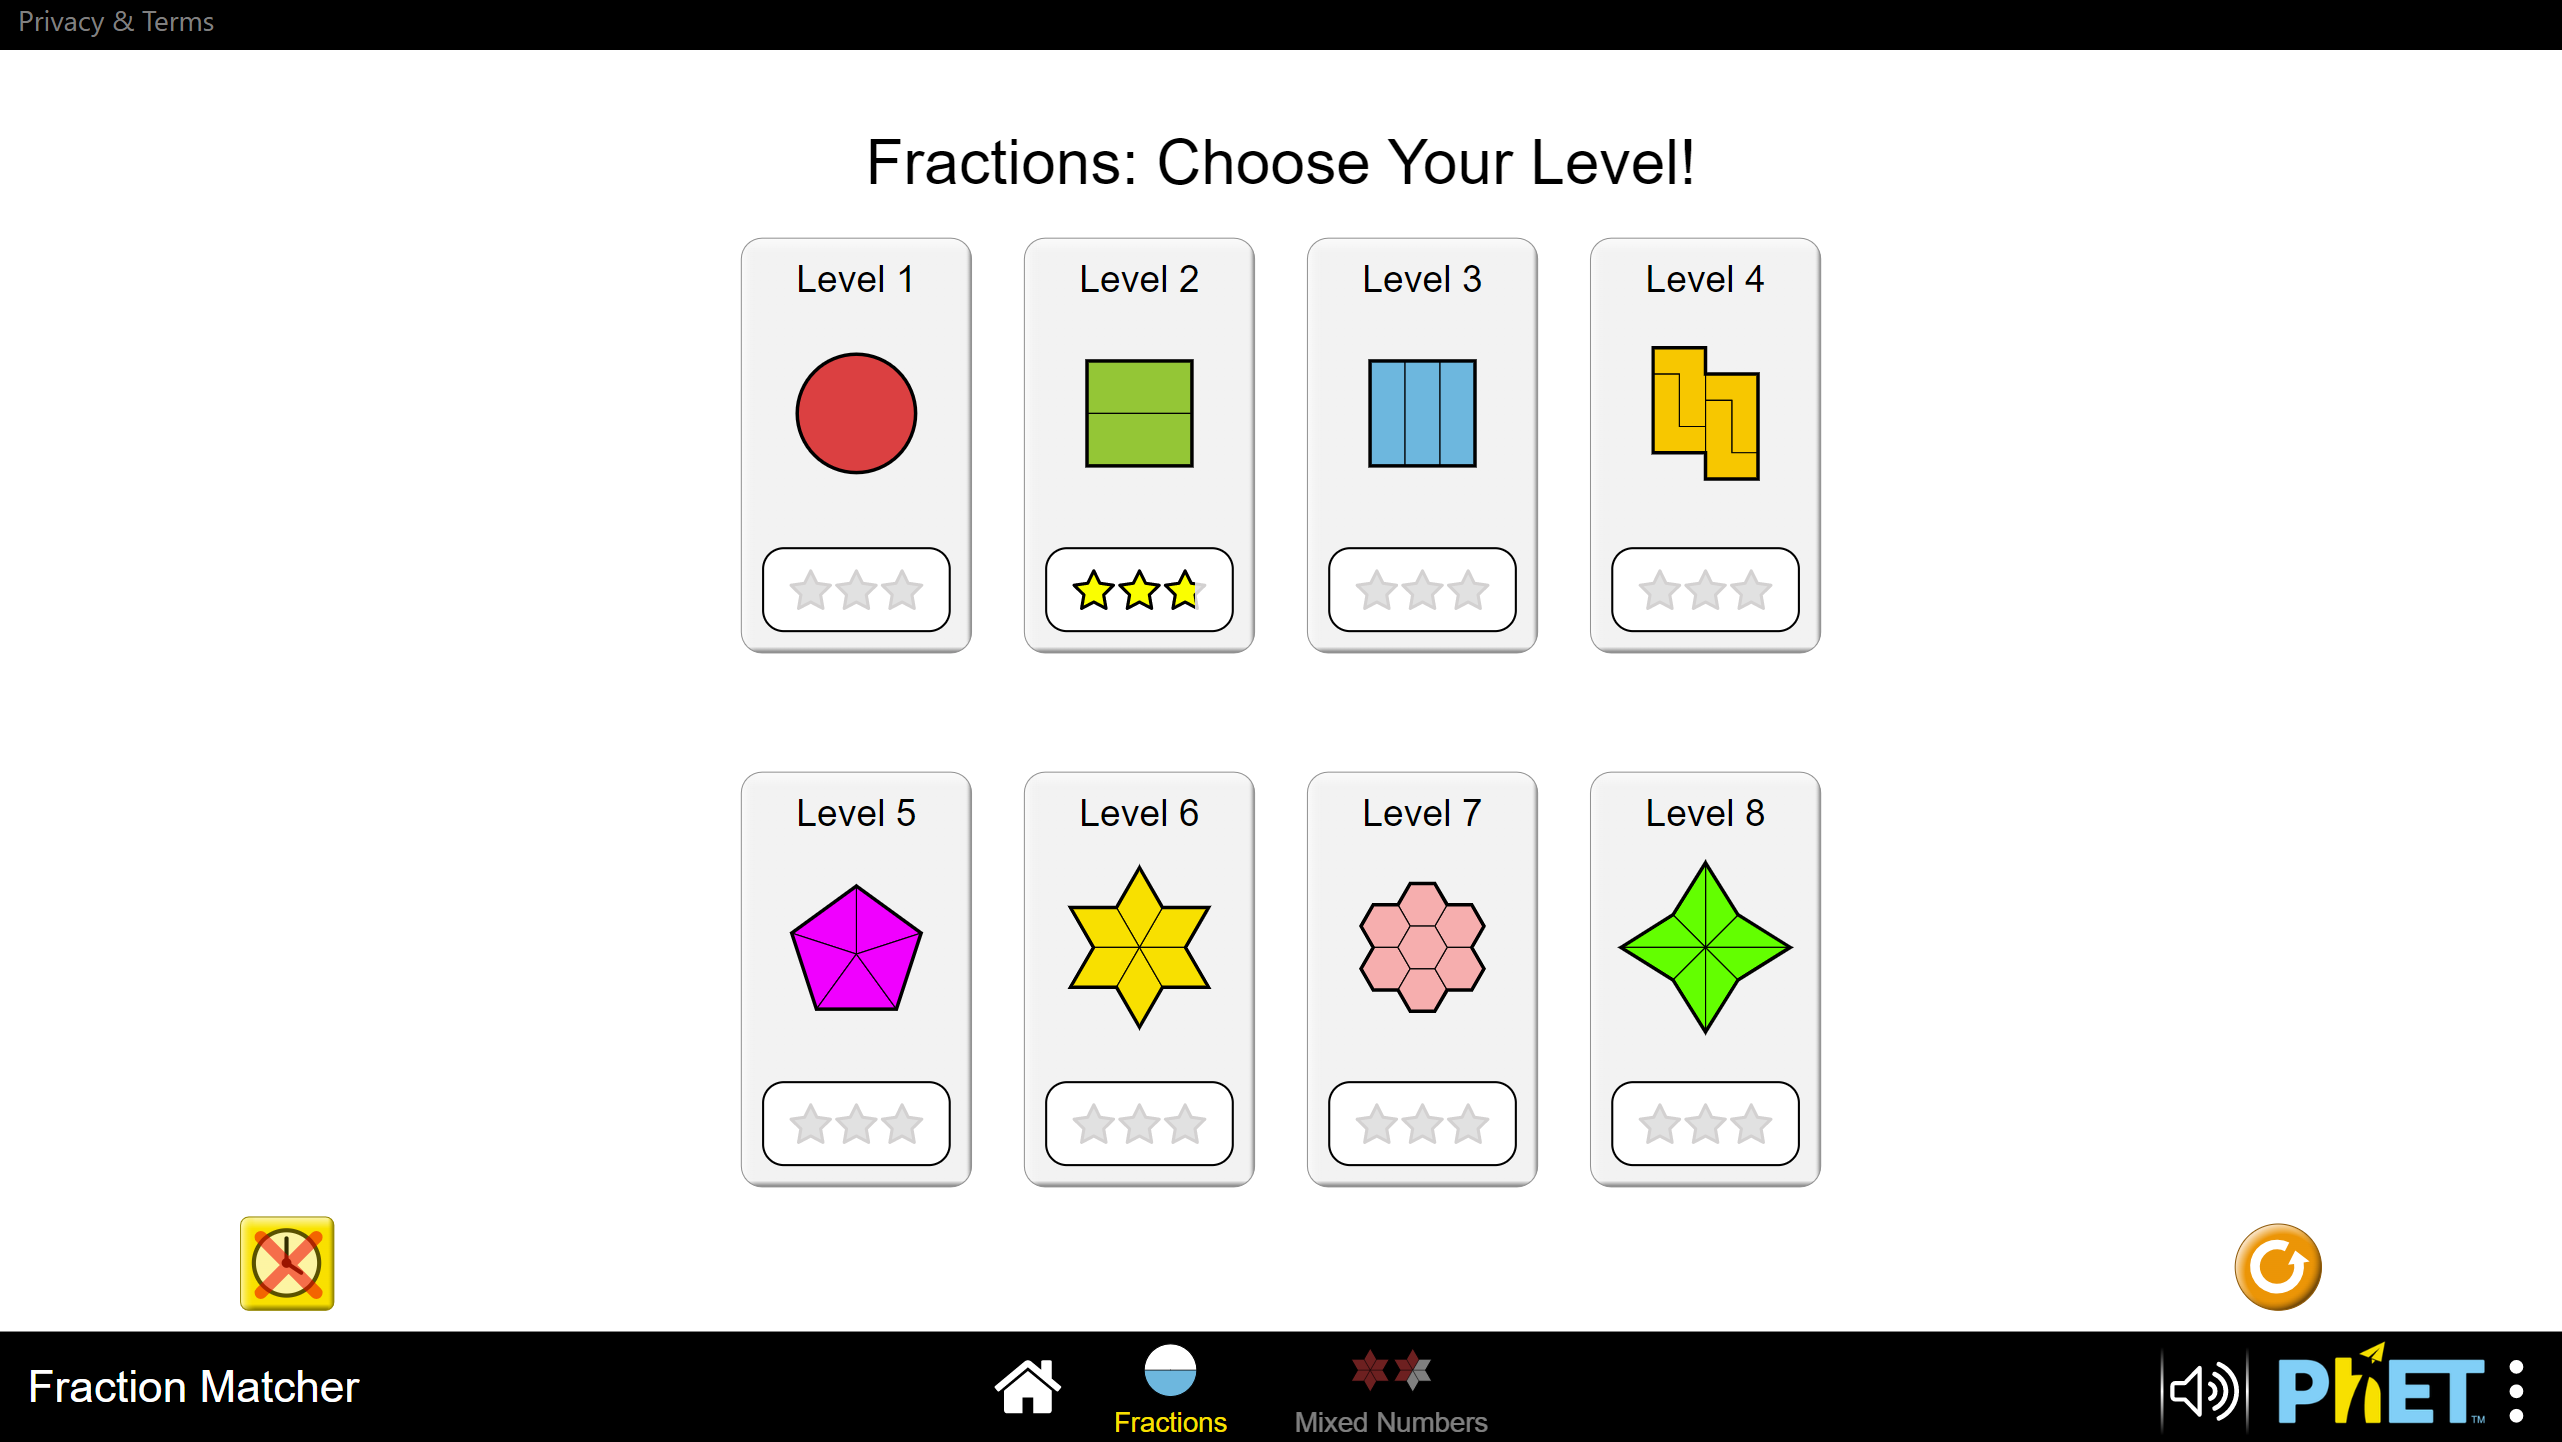 Privacy & Terms
Fractions: Choose Your Level!
Level 1
Level 2
Level 3
Level 4
Level 5
Level 6
Level 7
Level 8
Fraction Matcher
Fractions
Mixed Numbers
PhET™